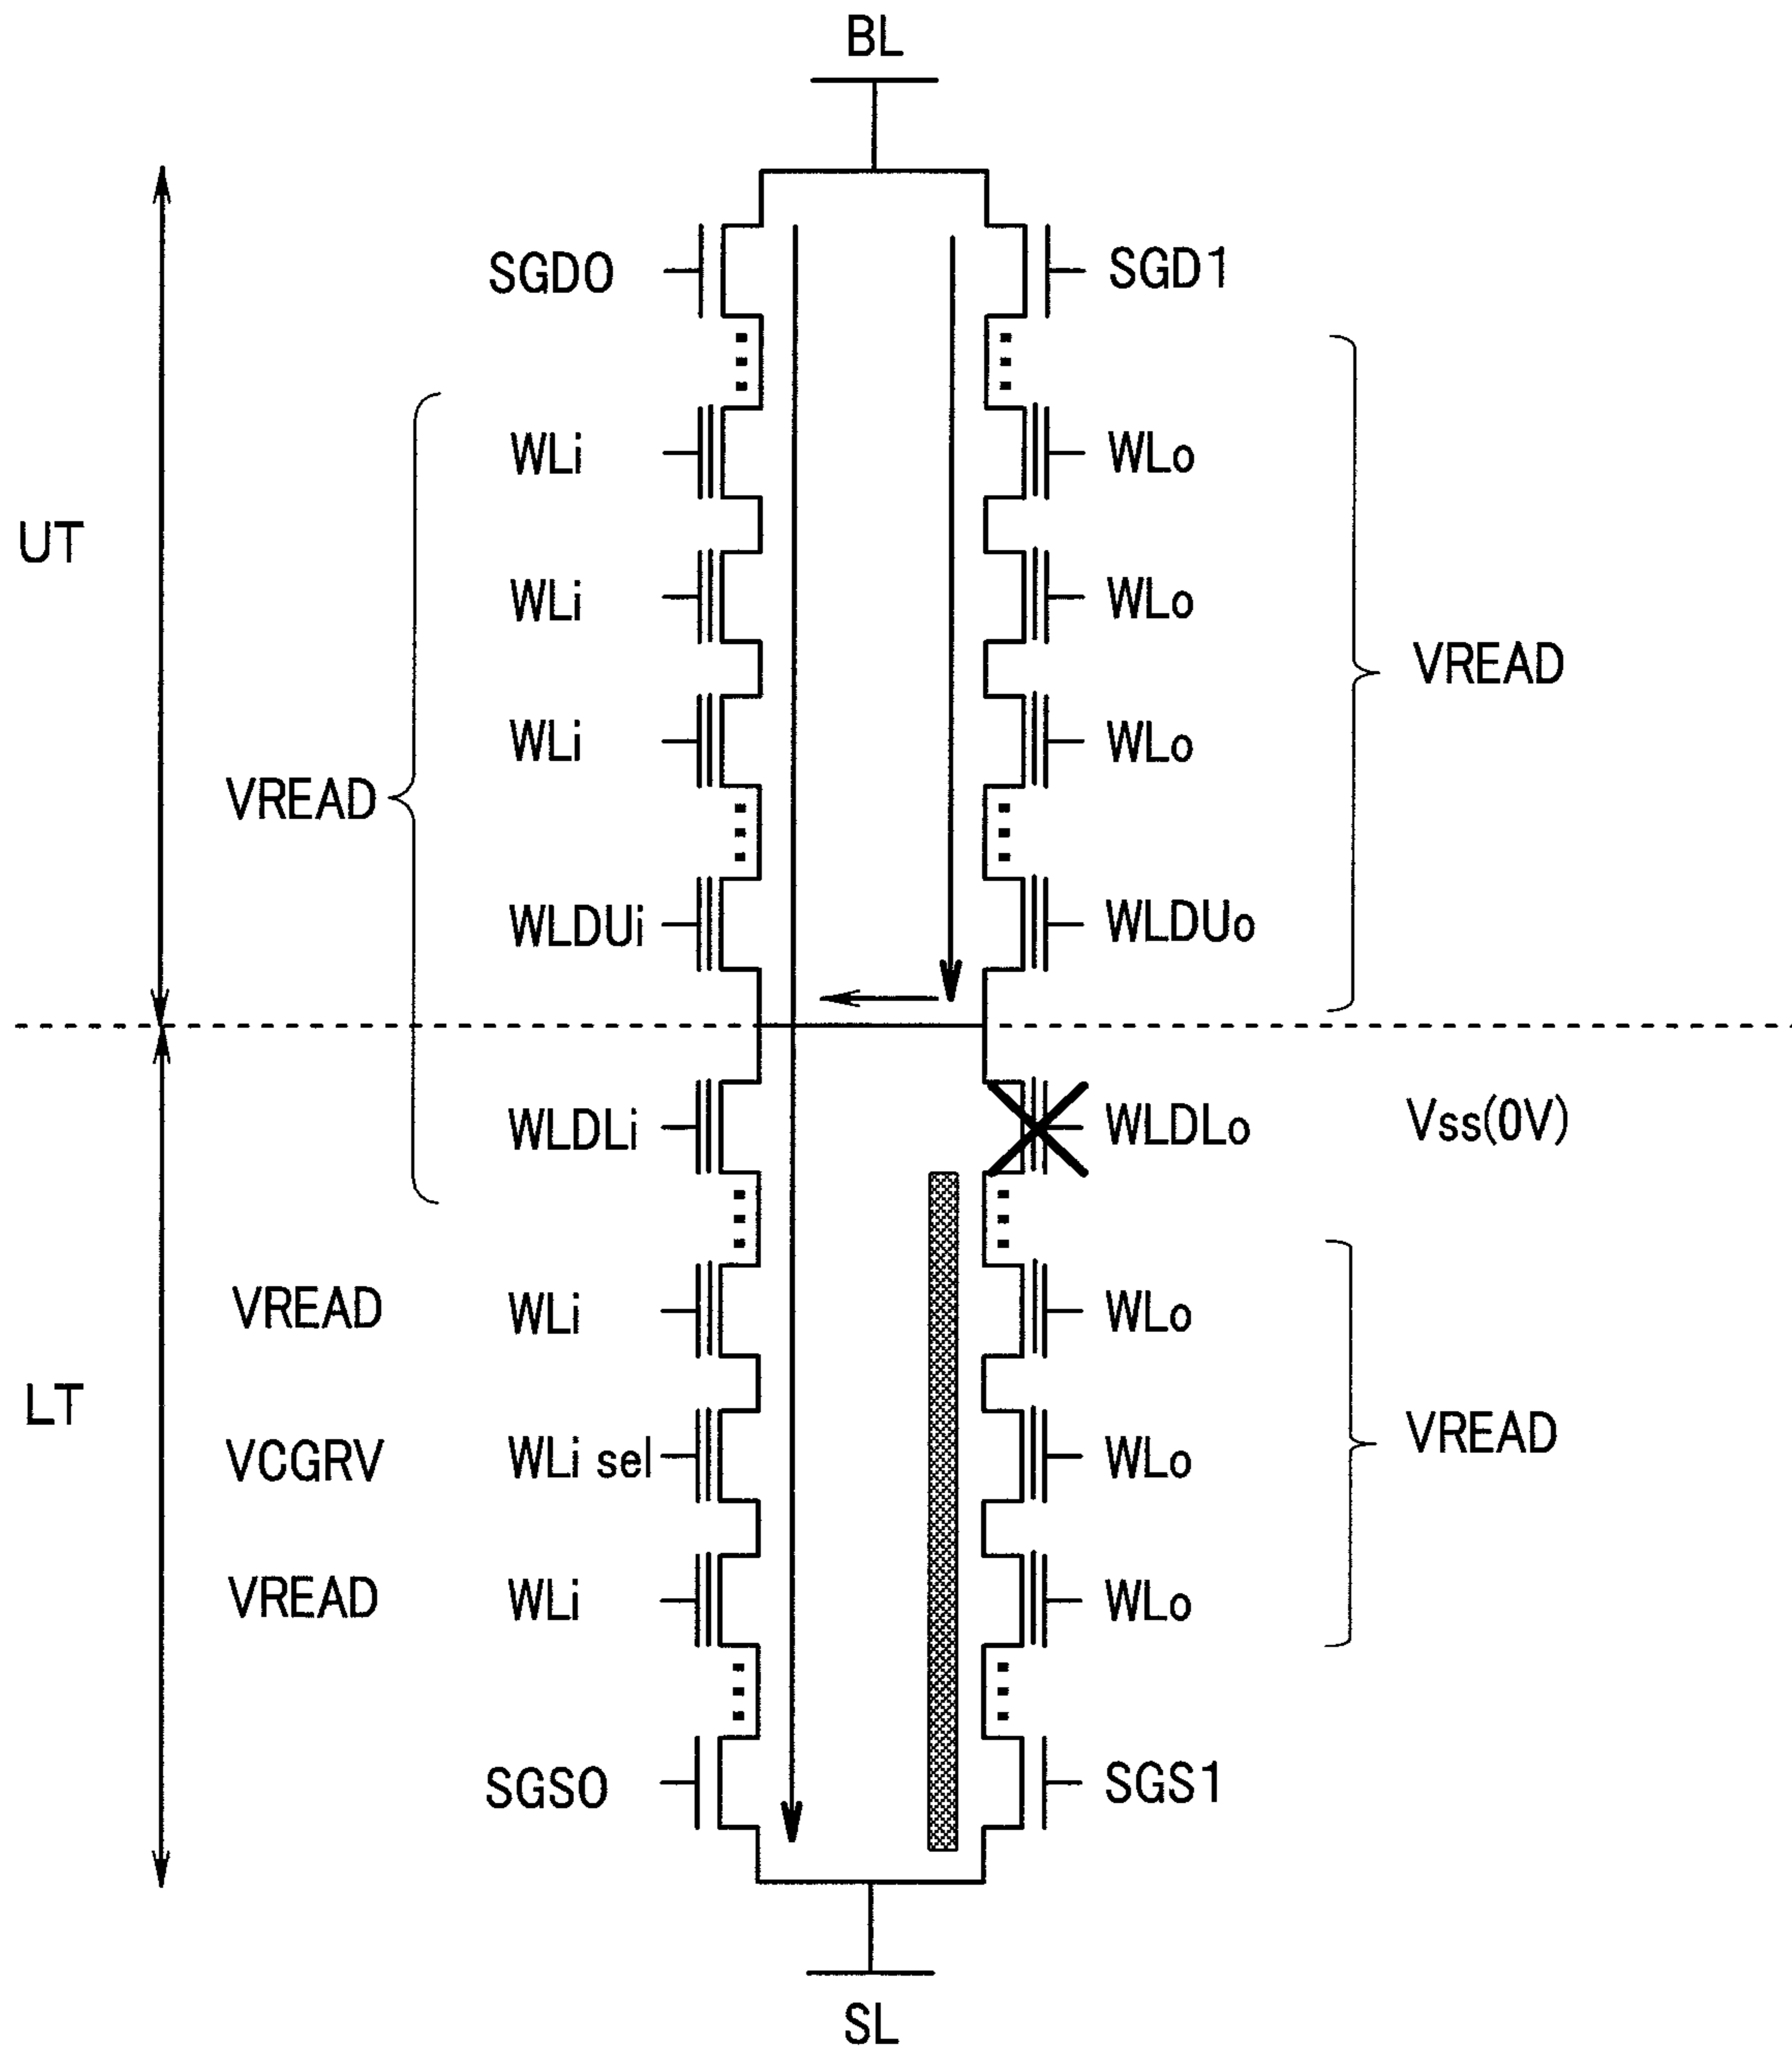 BL
SGD0 SGD1
WLi WLo
UT
WLi WLo
VREAD
WLi WLo
VREAD
WLDUi WLDUo
WLDLi WLDLo Vss(0V)
VREAD WLi WLo
LT
VREAD
VCGRV WLi sel WLo
VREAD WLi WLo
SGS0 SGS1
SL